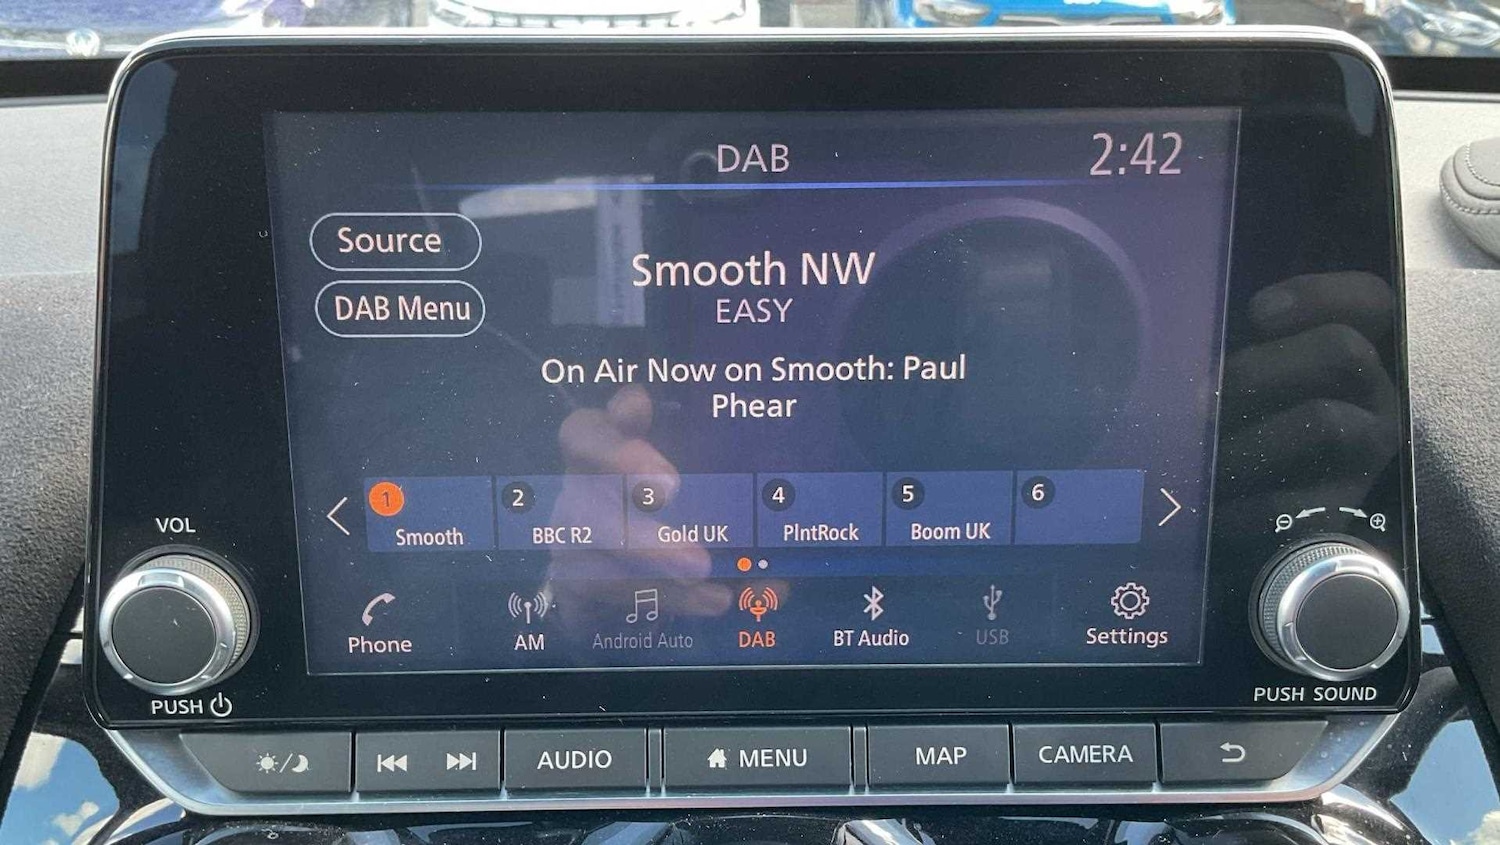 DAB
2:42
Source
DAB Menu
Smooth NW
EASY
On Air Now on Smooth: Paul
Phear
1
2
3
4
5
6
Smooth
BBC R2
Gold UK
PlntRock
Boom UK
Phone
AM
Android Auto
DAB
BT Audio
USB
Settings
VOL
PUSH
PUSH SOUND
AUDIO
MENU
MAP
CAMERA